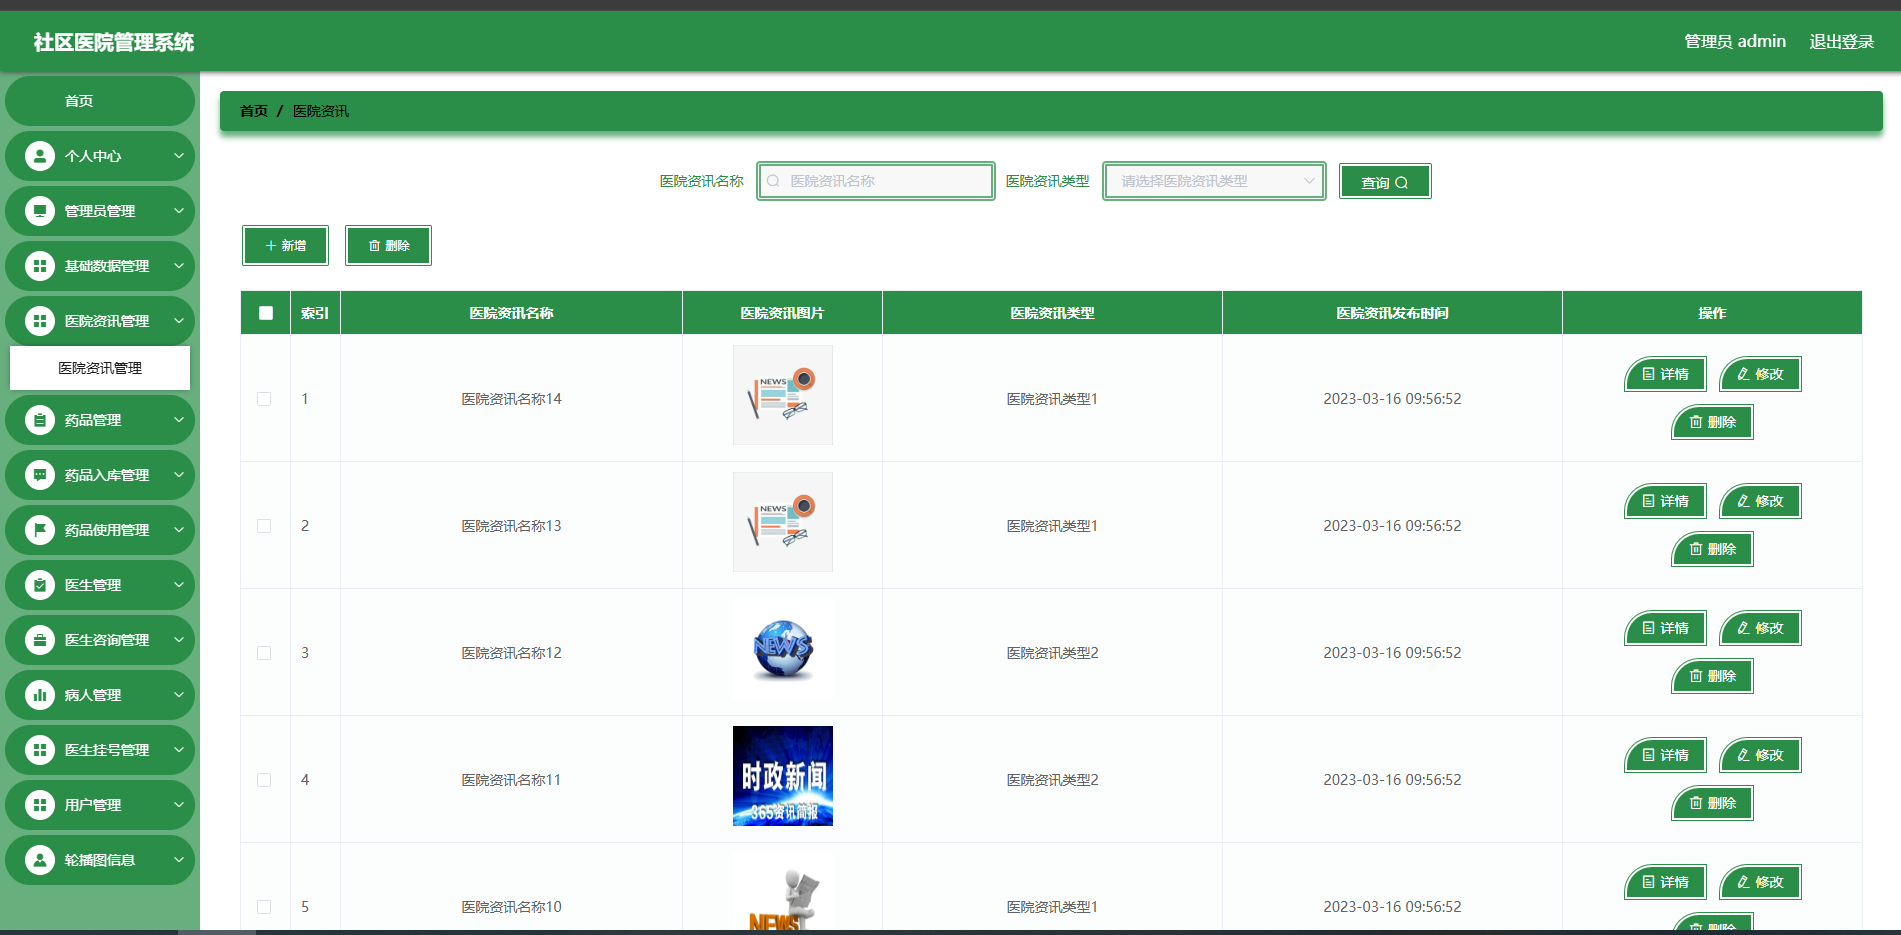 社区医院管理系统
管理员 admin 退出登录
首页
个人中心
管理员管理
基础数据管理
医院资讯管理
医院资讯管理
药品管理
药品入库管理
药品使用管理
医生管理
医生咨询管理
病人管理
医生挂号管理
用户管理
轮播图信息
首页 / 医院资讯
医院资讯名称 医院资讯名称 医院资讯类型 请选择医院资讯类型 查询
新增 删除
索引 医院资讯名称 医院资讯图片 医院资讯类型 医院资讯发布时间 操作
1 医院资讯名称14 NEWS 医院资讯类型1 2023-03-16 09:56:52 详情 修改
删除
2 医院资讯名称13 NEWS 医院资讯类型1 2023-03-16 09:56:52 详情 修改
删除
3 医院资讯名称12 NEWS 医院资讯类型2 2023-03-16 09:56:52 详情 修改
删除
4 医院资讯名称11 时政新闻 医院资讯类型2 2023-03-16 09:56:52 详情 修改
365资讯简报 删除
5 医院资讯名称10 NEWS 医院资讯类型1 2023-03-16 09:56:52 详情 修改
删除